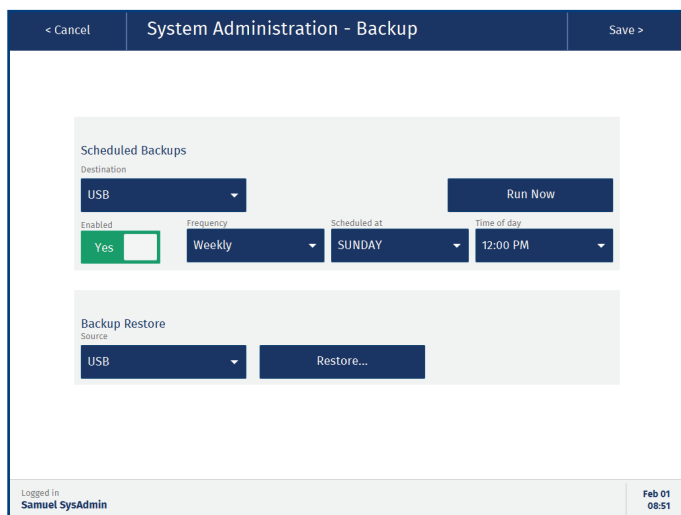 < Cancel
System Administration - Backup
Save >
Scheduled Backups
Destination
USB
Run Now
Enabled
Frequency
Scheduled at
Time of day
Yes
Weekly
SUNDAY
12:00 PM
Backup Restore
Source
USB
Restore...
Logged in
Samuel SysAdmin
Feb 01
08:51